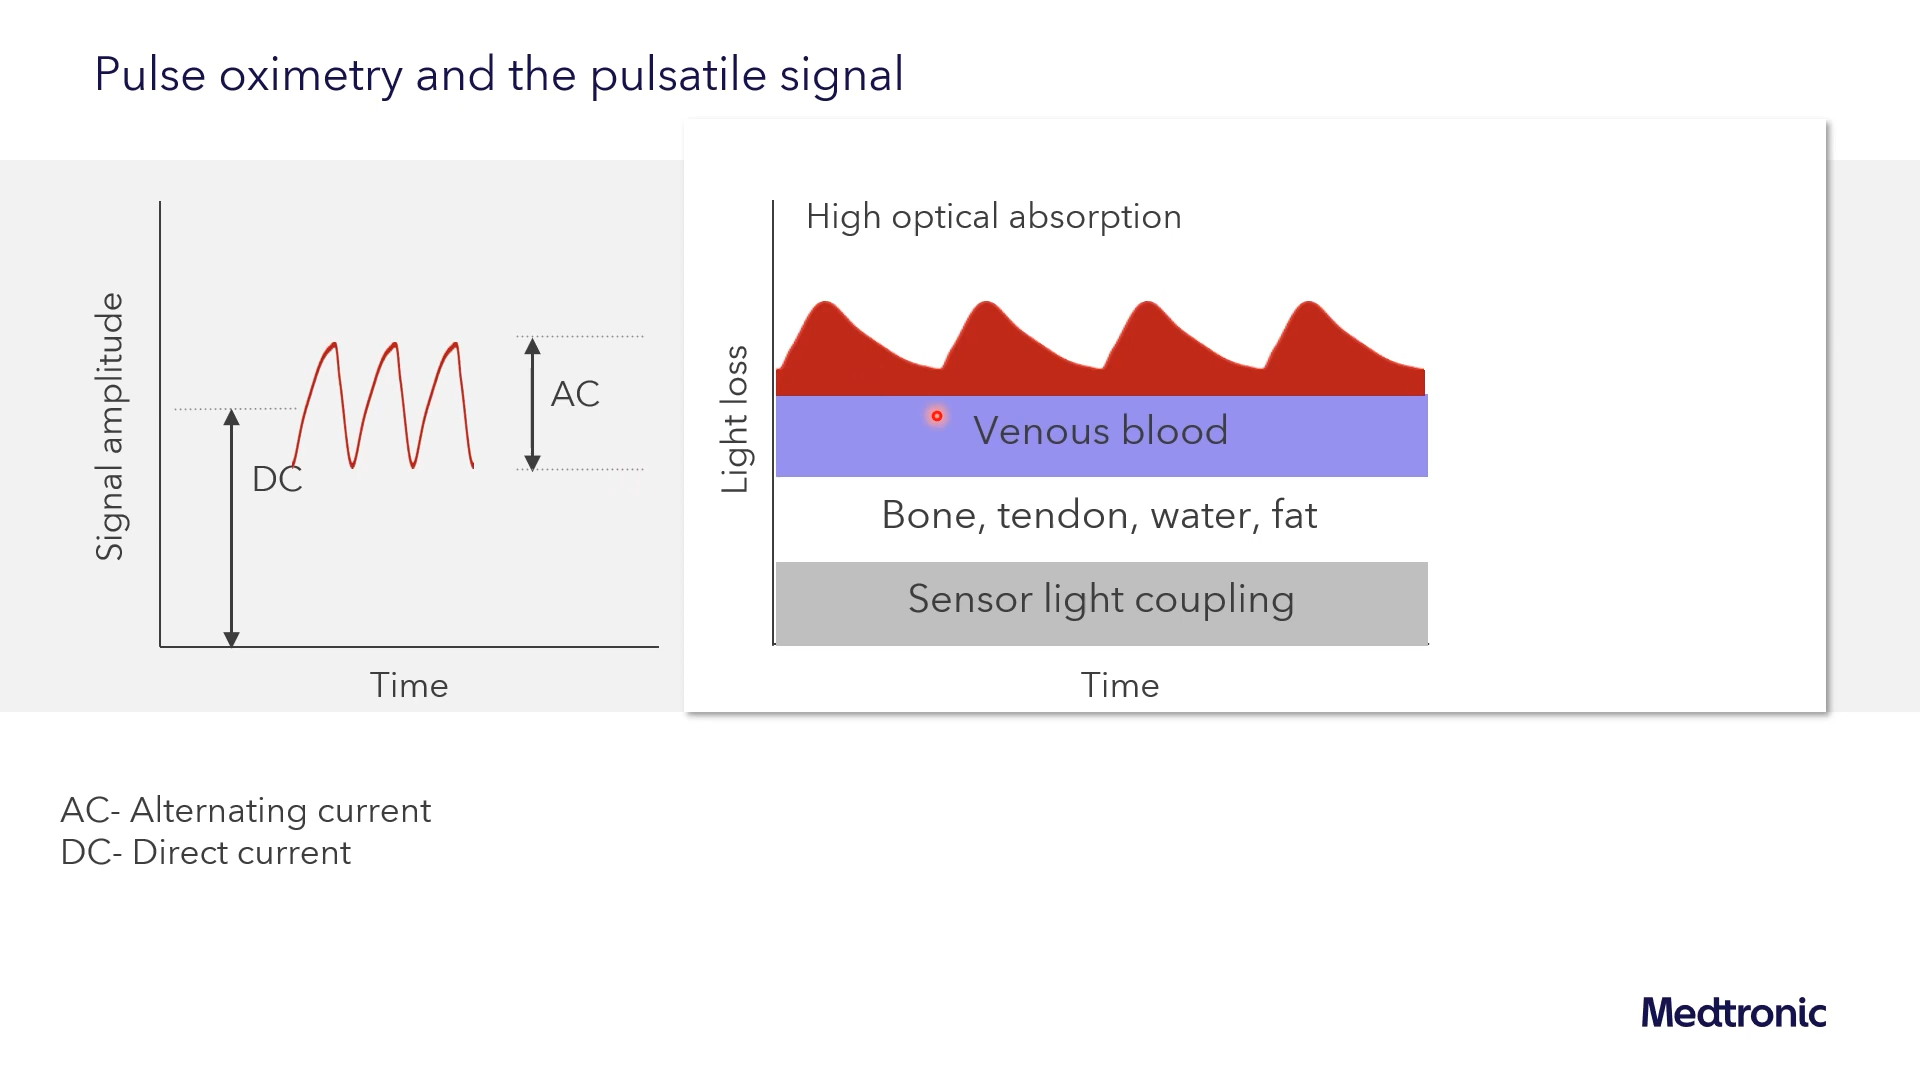 Pulse oximetry and the pulsatile signal
Signal amplitude
DC
AC
Time
High optical absorption
Light loss
Venous blood
Bone, tendon, water, fat
Sensor light coupling
Time
AC- Alternating current
DC- Direct current
Medtronic